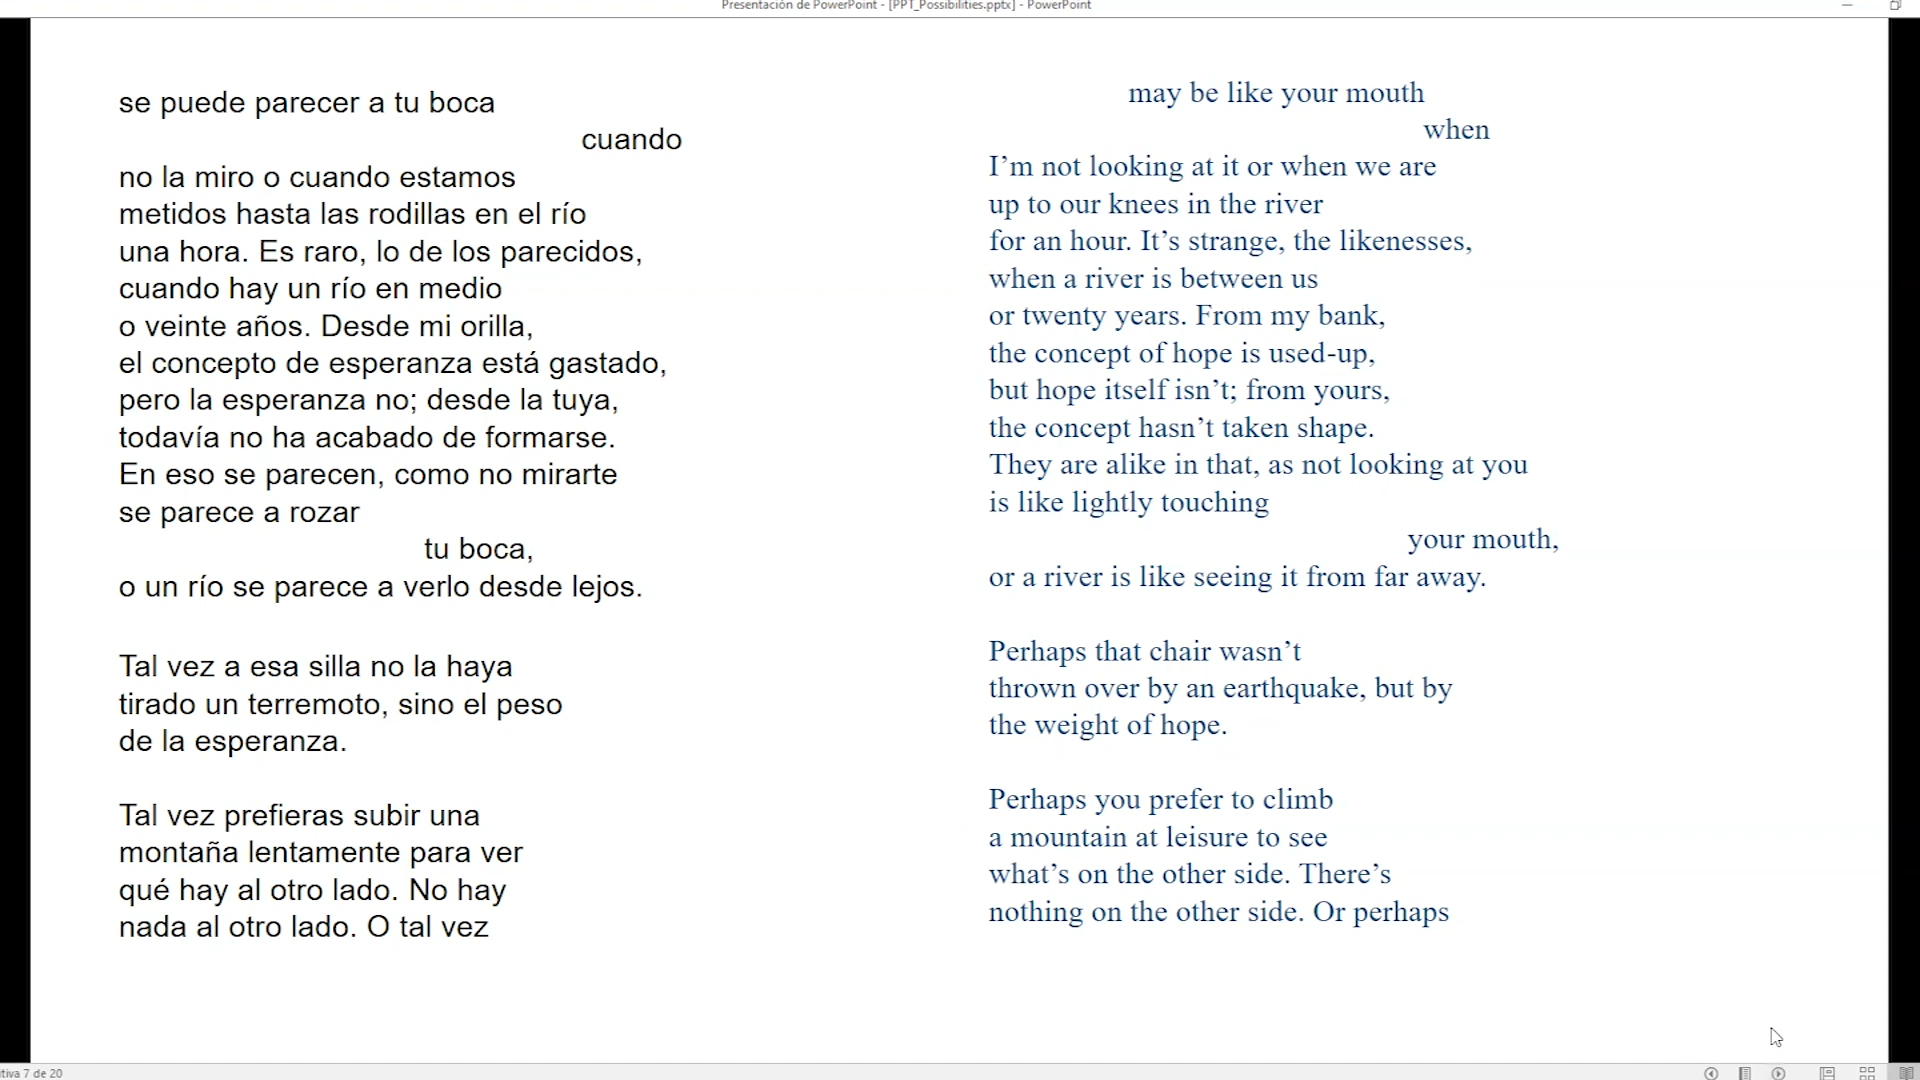 Presentación de PowerPoint - [PPT_Possibilities.pptx] - PowerPoint
se puede parecer a tu boca
cuando
no la miro o cuando estamos
metidos hasta las rodillas en el río
una hora. Es raro, lo de los parecidos,
cuando hay un río en medio
o veinte años. Desde mi orilla,
el concepto de esperanza está gastado,
pero la esperanza no; desde la tuya,
todavía no ha acabado de formarse.
En eso se parecen, como no mirarte
se parece a rozar
tu boca,
o un río se parece a verlo desde lejos.
Tal vez a esa silla no la haya
tirado un terremoto, sino el peso
de la esperanza.
Tal vez prefieras subir una
montaña lentamente para ver
qué hay al otro lado. No hay
nada al otro lado. O tal vez
may be like your mouth
when
I’m not looking at it or when we are
up to our knees in the river
for an hour. It’s strange, the likenesses,
when a river is between us
or twenty years. From my bank,
the concept of hope is used-up,
but hope itself isn’t; from yours,
the concept hasn’t taken shape.
They are alike in that, as not looking at you
is like lightly touching
your mouth,
or a river is like seeing it from far away.
Perhaps that chair wasn’t
thrown over by an earthquake, but by
the weight of hope.
Perhaps you prefer to climb
a mountain at leisure to see
what’s on the other side. There’s
nothing on the other side. Or perhaps
itiva 7 de 20